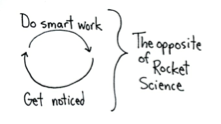 Do smart work
Get noticed
The opposite
of Rocket
Science